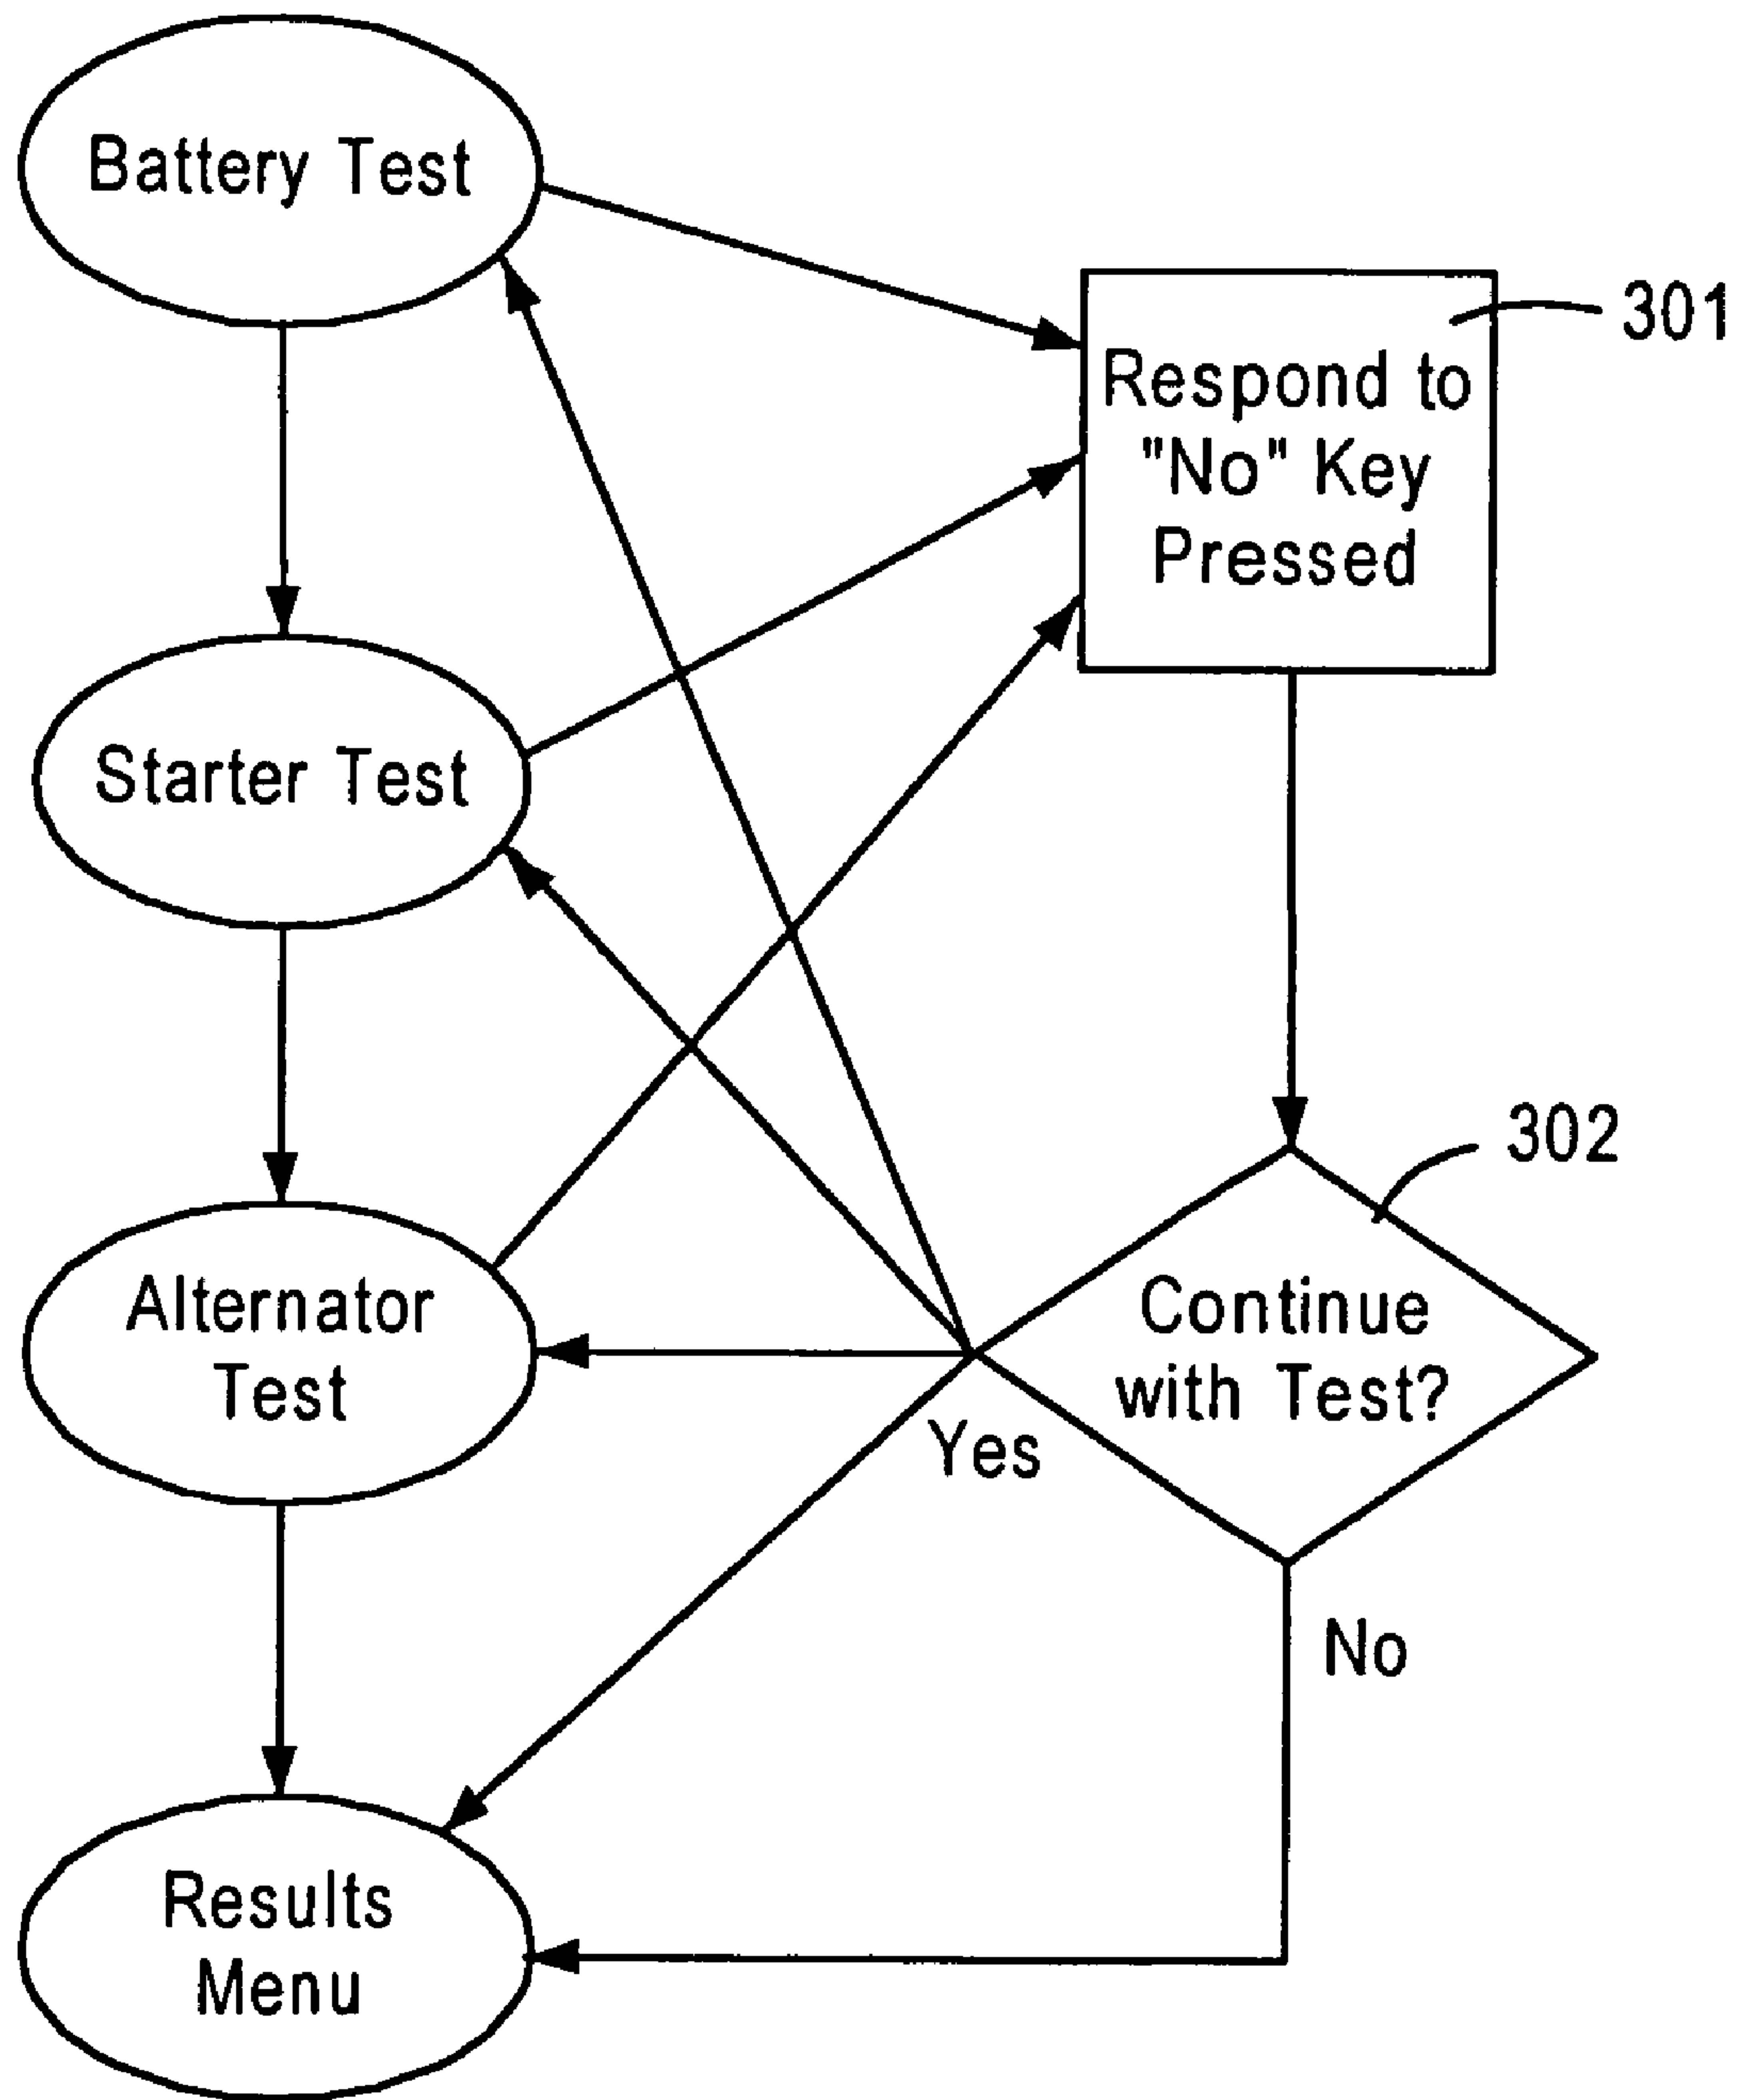 Battery Test
301
Respond to
"No" Key
Pressed
Starter Test
302
Alternator
Test
Continue
with Test?
Yes
No
Results
Menu